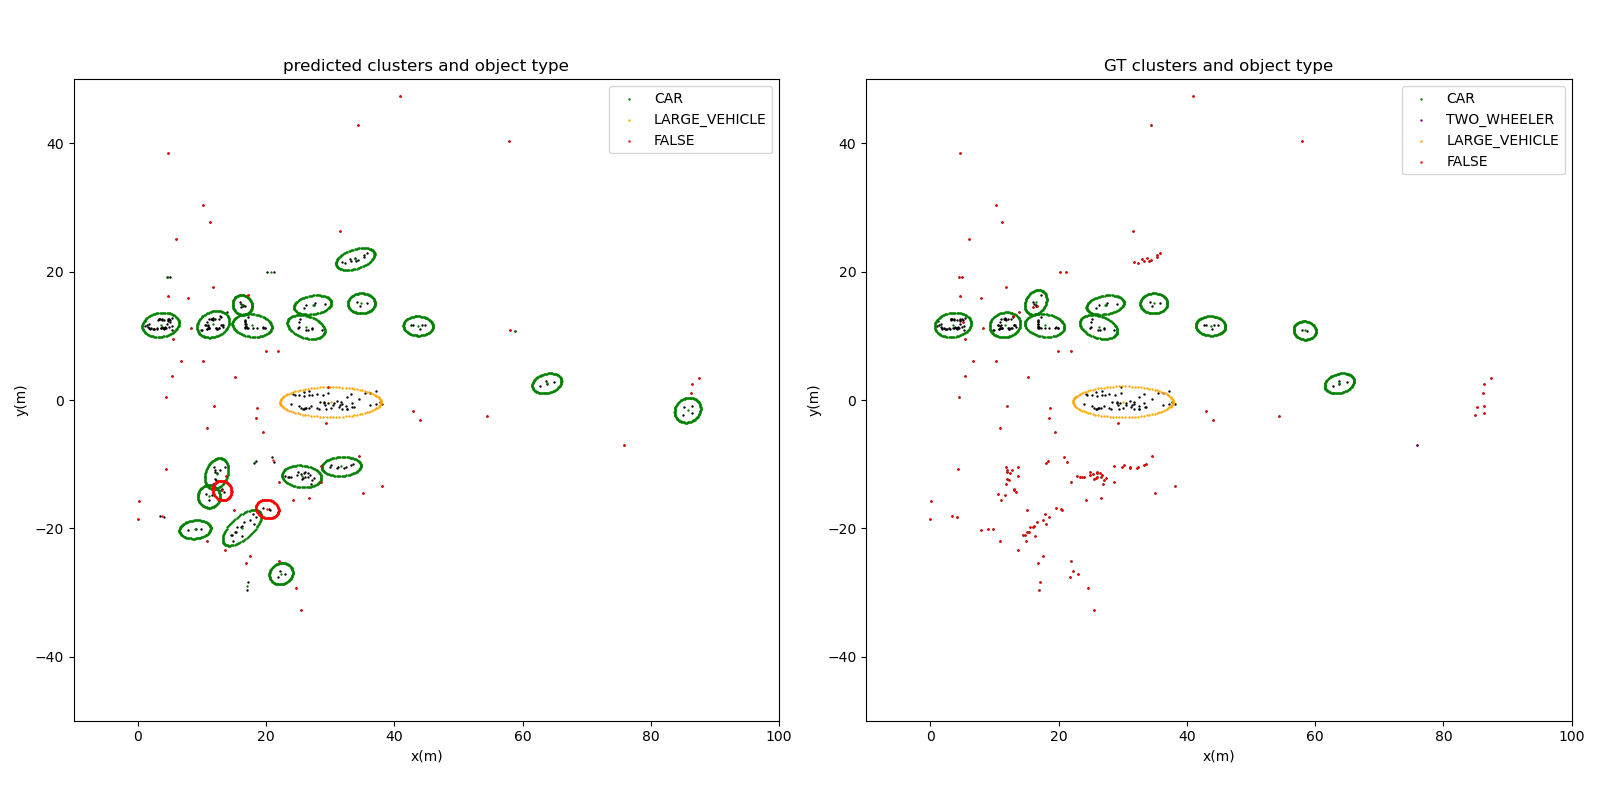 predicted clusters and object type
CAR
LARGE_VEHICLE
FALSE
40
20
0
−20
−40
y(m)
0
20
40
60
80
100
x(m)
GT clusters and object type
CAR
TWO_WHEELER
LARGE_VEHICLE
FALSE
40
20
0
−20
−40
y(m)
0
20
40
60
80
100
x(m)